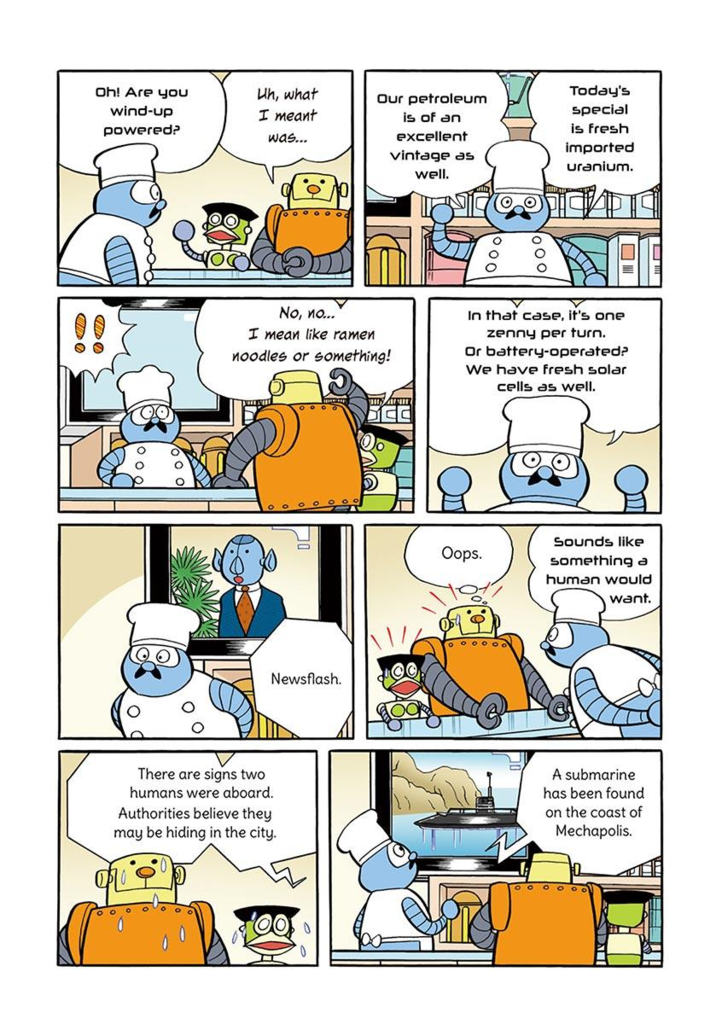 Today's
special
is fresh
imported
uranium.
Our petroleum
is of an
excellent
vintage as
well.
Uh, what
I meant
was...
Oh! Are you
wind-up
powered?
In that case, it's one
zenny per turn.
Or battery-operated?
We have fresh solar
cells as well.
No, no...
I mean like ramen
noodles or something!
!!
Sounds like
something a
human would
want.
Oops.
Newsflash.
A submarine
has been found
on the coast of
Mechapolis.
There are signs two
humans were aboard.
Authorities believe they
may be hiding in the city.